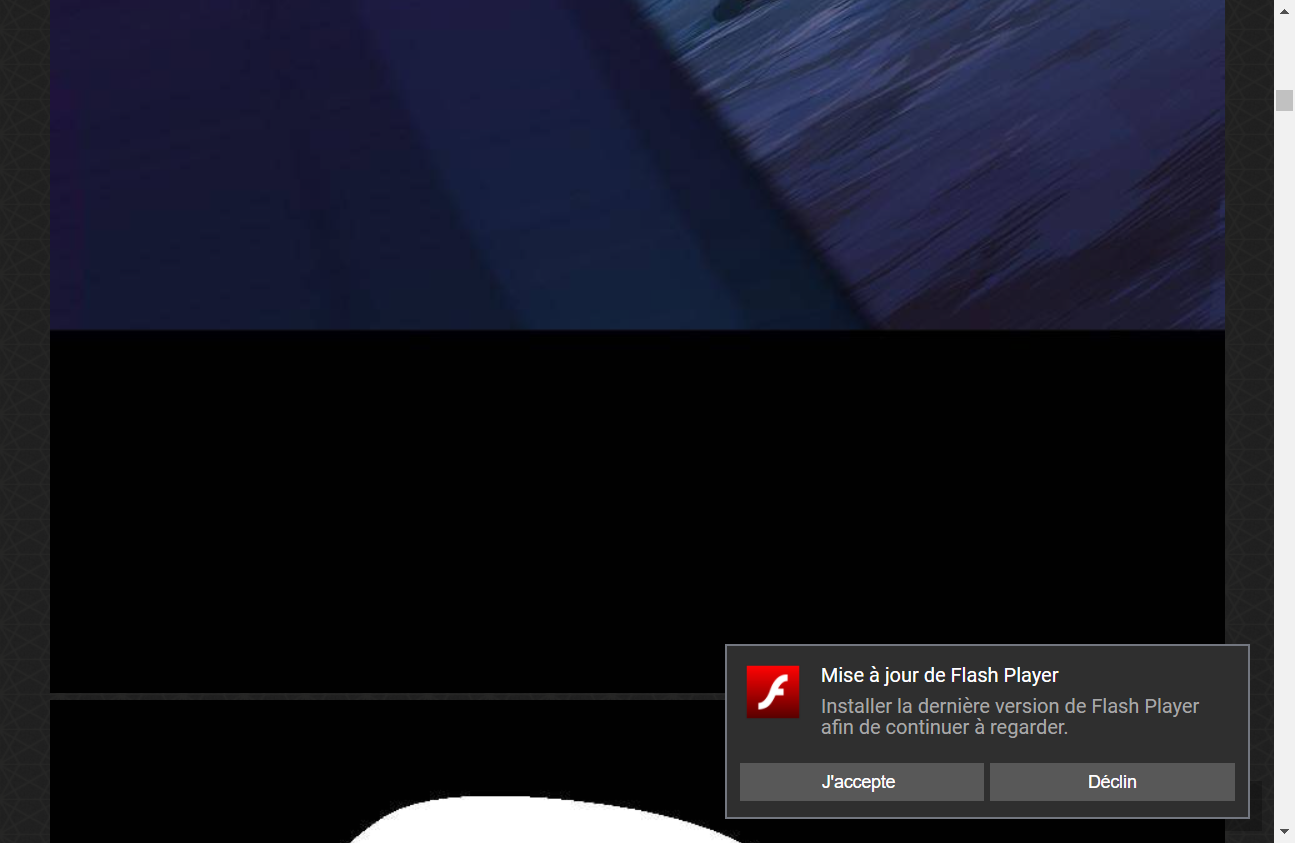 Mise à jour de Flash Player
Installer la dernière version de Flash Player
afin de continuer à regarder.
J'accepte
Déclin